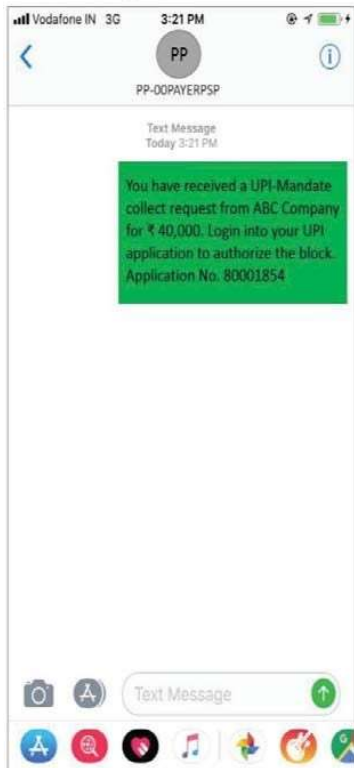 Vodafone IN 3G 3:21 PM
PP
PP-OOPAYERPSP
Text Message
Today 3:21 PM
You have received a UPI-Mandate
collect request from ABC Company
for ₹ 40,000. Login into your UPI
application to authorize the block.
Application No. 80001854
Text Message